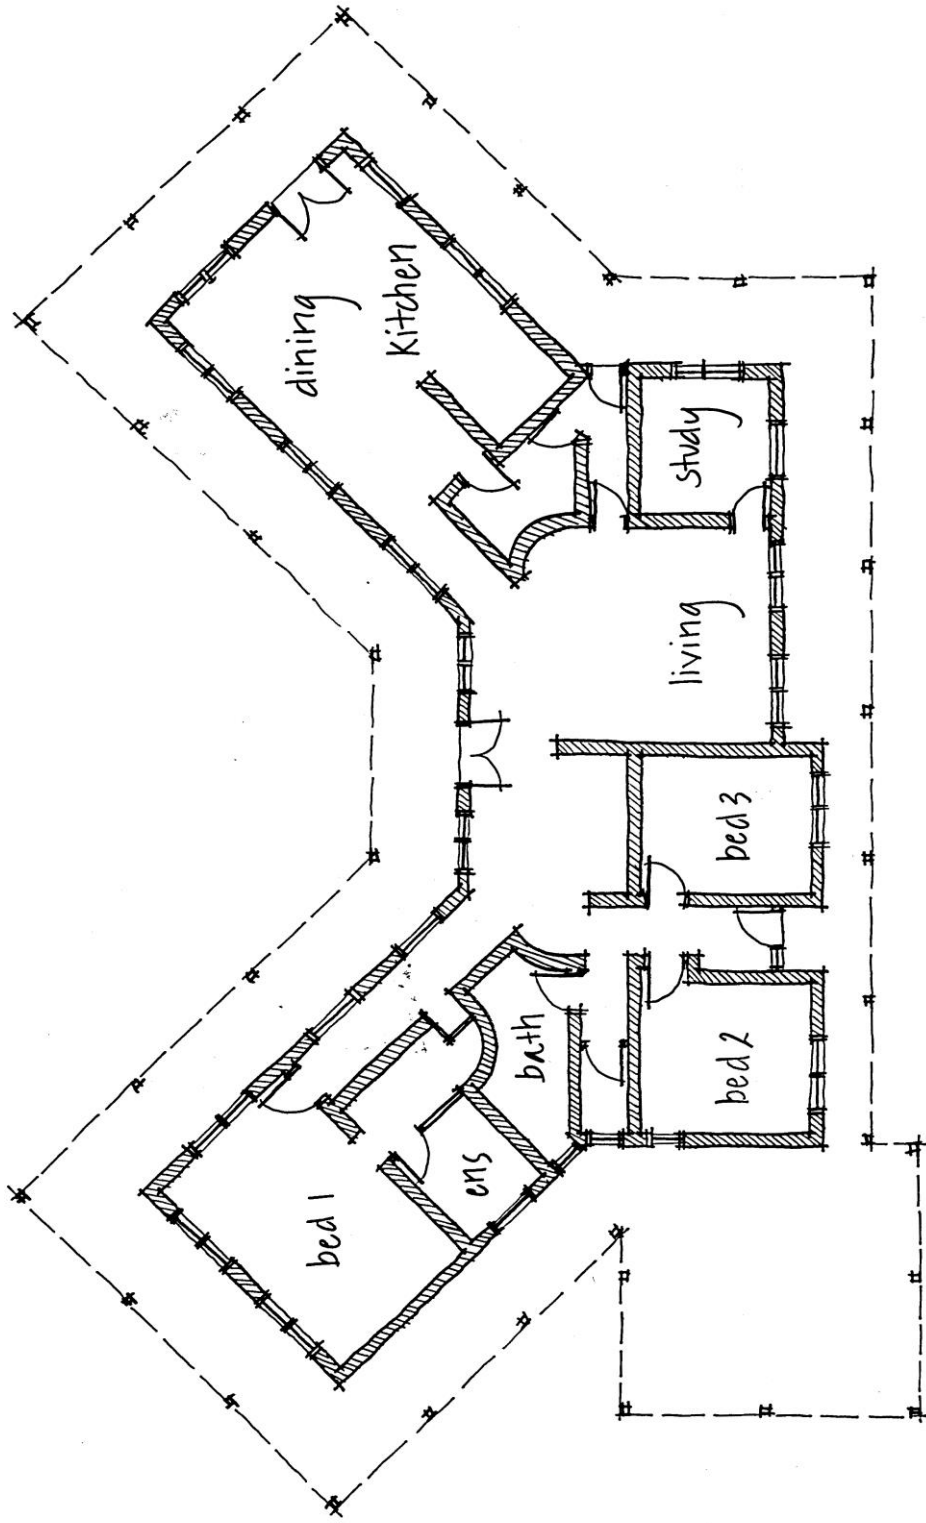 bed 1
ens
bath
bed 2
bed 3
living
study
dining
Kitchen